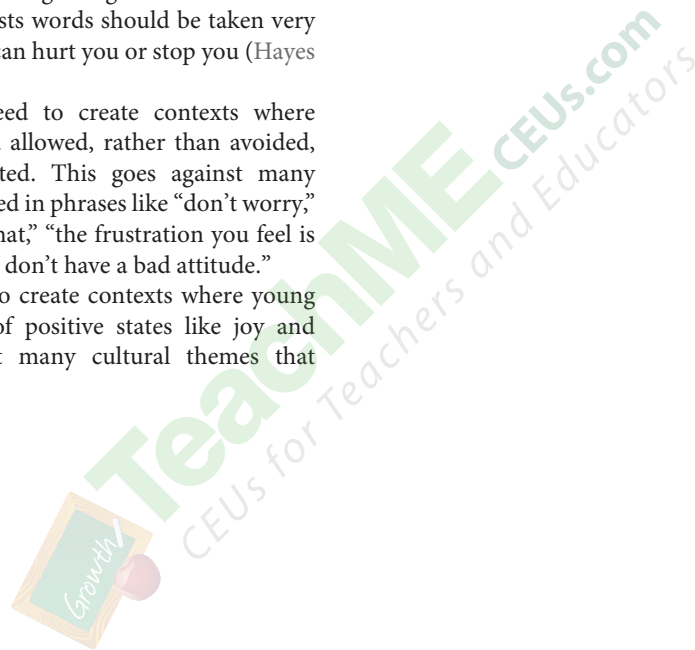 sts words should be taken very
can hurt you or stop you (Hayes
eed to create contexts where
allowed, rather than avoided,
ted. This goes against many
ed in phrases like “don’t worry,”
hat,” “the frustration you feel is
don’t have a bad attitude.”
o create contexts where young
of positive states like joy and
t many cultural themes that
TeachMECEUs.com
CEUs for Teachers and Educators
Growth!